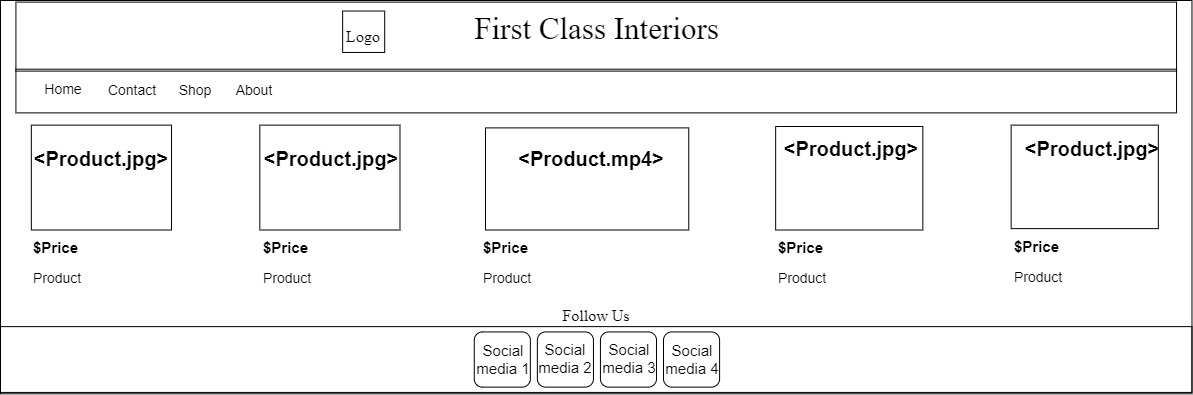 Logo
First Class Interiors
Home Contact Shop About
<Product.jpg> <Product.jpg> <Product.mp4> <Product.jpg> <Product.jpg>
$Price $Price $Price $Price $Price
Product Product Product Product Product
Follow Us
Social Social Social Social
media 1 media 2 media 3 media 4